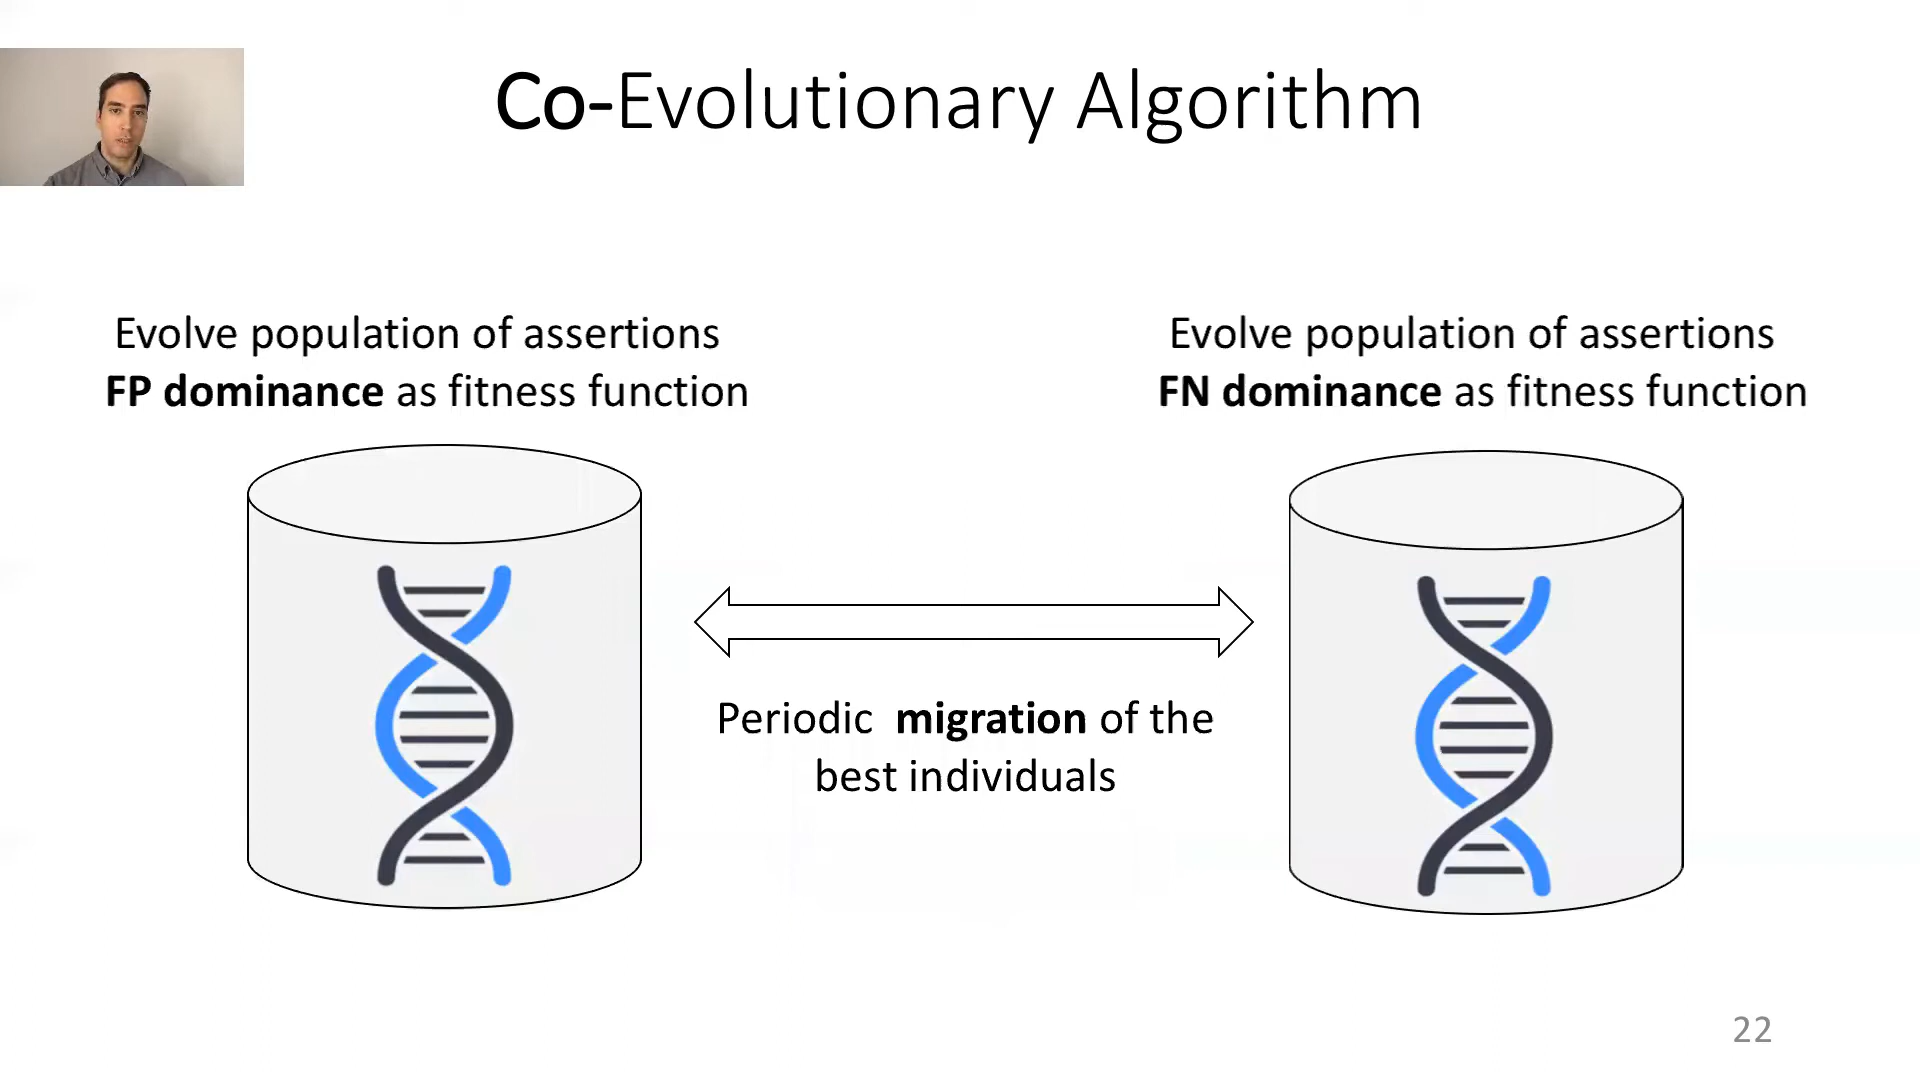 Co-Evolutionary Algorithm
Evolve population of assertions
FP dominance as fitness function
Evolve population of assertions
FN dominance as fitness function
Periodic migration of the
best individuals
22